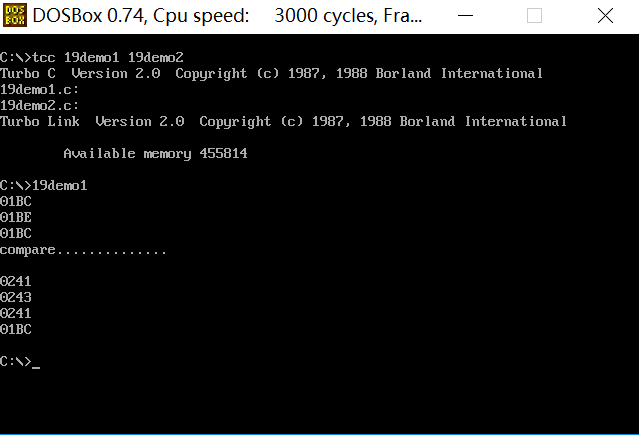 DOS
BOX
DOSBox 0.74, Cpu speed: 3000 cycles, Fra...
C:\>tcc 19demo1 19demo2
Turbo C Version 2.0 Copyright (c) 1987, 1988 Borland International
19demo1.c:
19demo2.c:
Turbo Link Version 2.0 Copyright (c) 1987, 1988 Borland International
Available memory 455814
C:\>19demo1
01BC
01BE
01BC
compare..............
0241
0243
0241
01BC
C:\>_